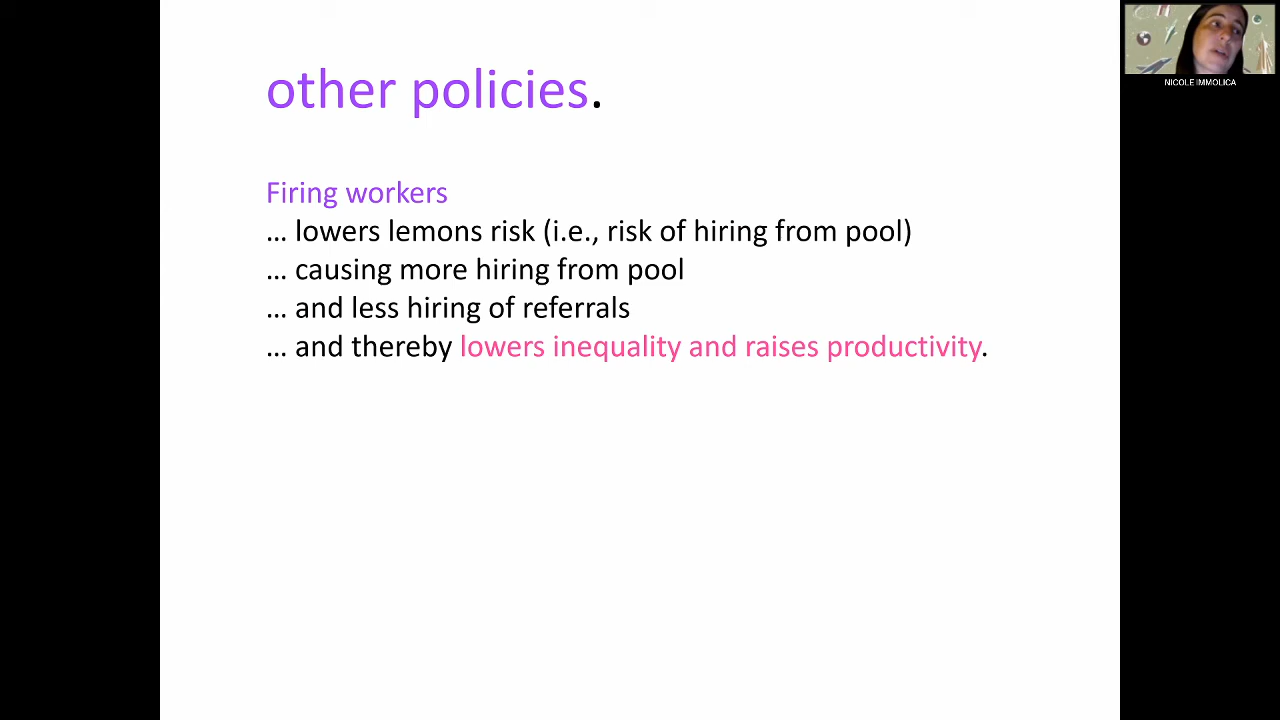 other policies.
NICOLE IMMOLICA
Firing workers
... lowers lemons risk (i.e., risk of hiring from pool)
... causing more hiring from pool
... and less hiring of referrals
... and thereby lowers inequality and raises productivity.